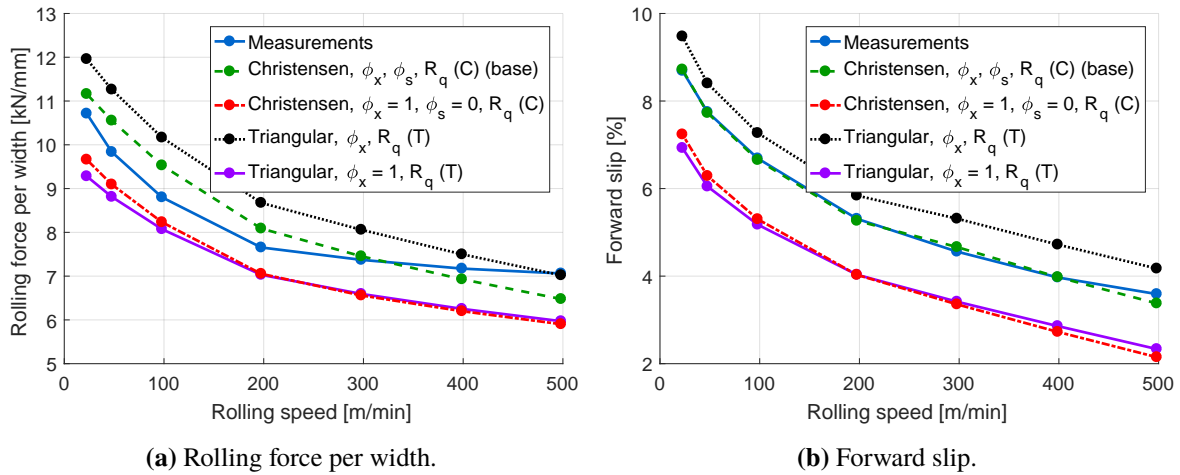 13
12
11
10
9
8
7
6
5
Rolling force per width [kN/mm]
Measurements
Christensen, ϕx, ϕs, Rq (C) (base)
Christensen, ϕx = 1, ϕs = 0, Rq (C)
Triangular, ϕx, Rq (T)
Triangular, ϕx = 1, Rq (T)
0 100 200 300 400 500
Rolling speed [m/min]
(a) Rolling force per width.
10
8
6
4
2
Forward slip [%]
Measurements
Christensen, ϕx, ϕs, Rq (C) (base)
Christensen, ϕx = 1, ϕs = 0, Rq (C)
Triangular, ϕx, Rq (T)
Triangular, ϕx = 1, Rq (T)
0 100 200 300 400 500
Rolling speed [m/min]
(b) Forward slip.